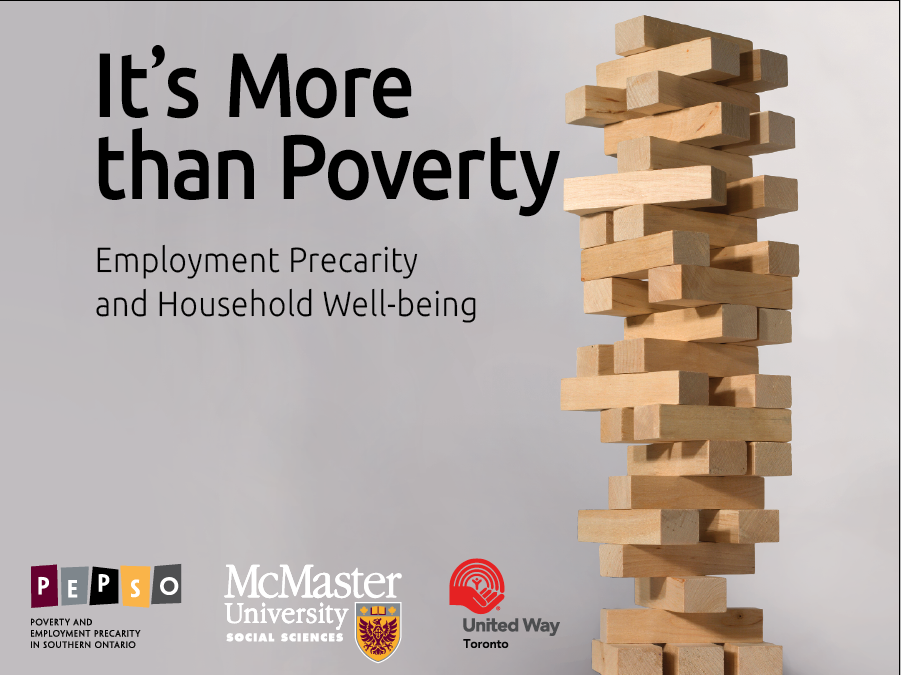 It’s More
than Poverty
Employment Precarity
and Household Well-being
PEPSO
POVERTY AND
EMPLOYMENT PRECARITY
IN SOUTHERN ONTARIO
McMaster
University
SOCIAL SCIENCES
United Way
Toronto